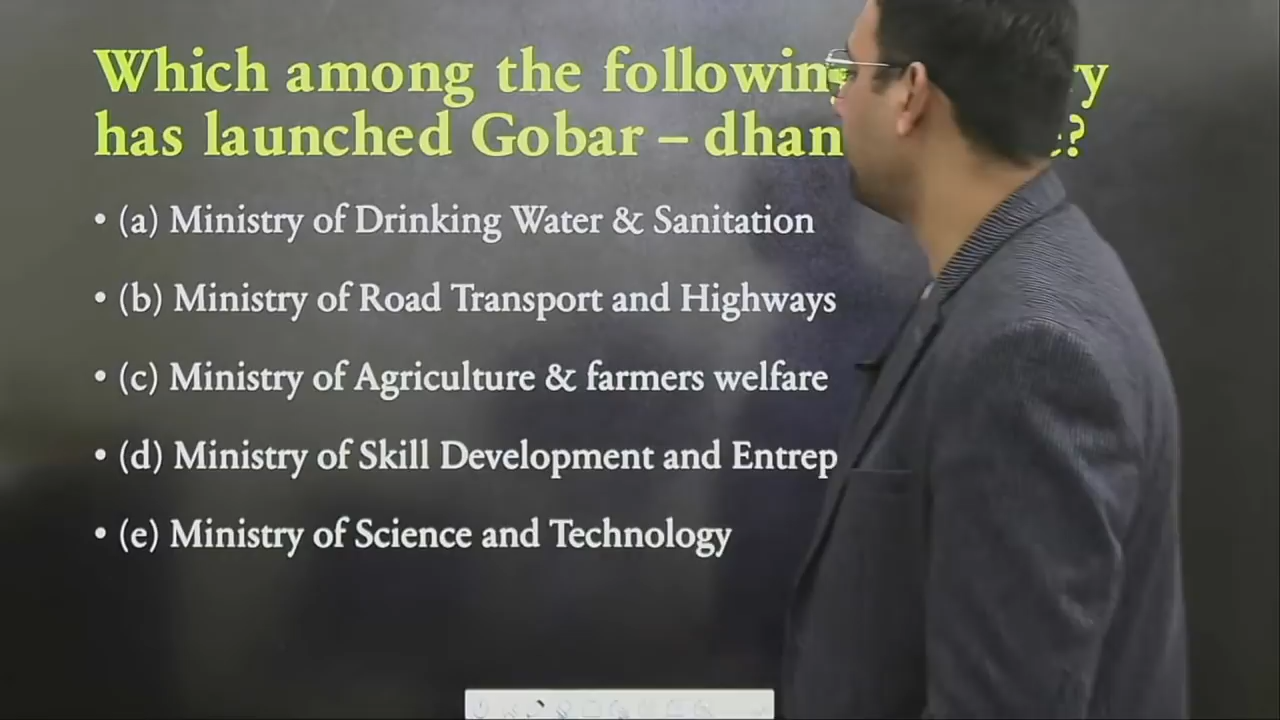 Which among the following
has launched Gobar – dhan
• (a) Ministry of Drinking Water & Sanitation
• (b) Ministry of Road Transport and Highways
• (c) Ministry of Agriculture & farmers welfare
• (d) Ministry of Skill Development and Entrep
• (e) Ministry of Science and Technology